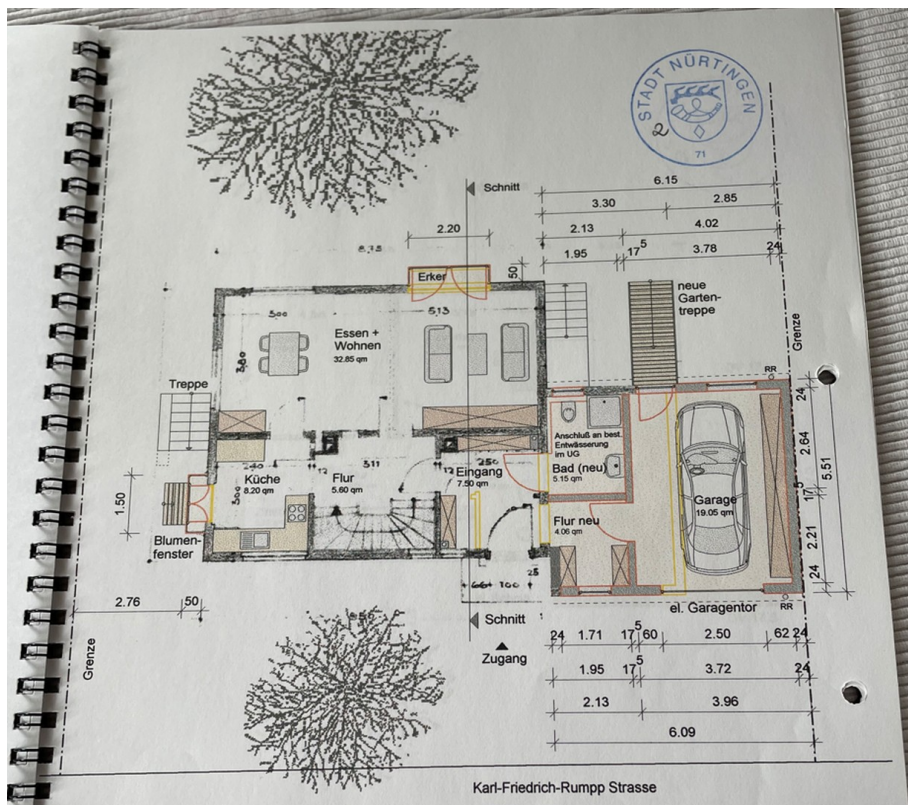 STADT NÜRTINGEN
2
71
Schnitt
6.15
3.30
2.85
2.20
2.13
4.02
1.95
17⁵
3.78
24
50
Erker
neue
Garten-
treppe
Grenze
5.13
Essen +
Wohnen
32.85 qm
RR
Treppe
24
2.64
5.51
Anschluß an best.
Entwässerung
im UG
Bad (neu)
5.15 qm
Küche
8.20 qm
Flur
5.60 qm
Eingang
7.50 qm
Garage
19.05 qm
1.50
17⁵
Flur neu
4.06 qm
2.21
Blumen-
fenster
24
2.76
50
el. Garagentor
RR
Schnitt
Zugang
24
1.71
17⁵
60
2.50
62
24
1.95
17⁵
3.72
24
2.13
3.96
6.09
Grenze
Karl-Friedrich-Rumpp Strasse